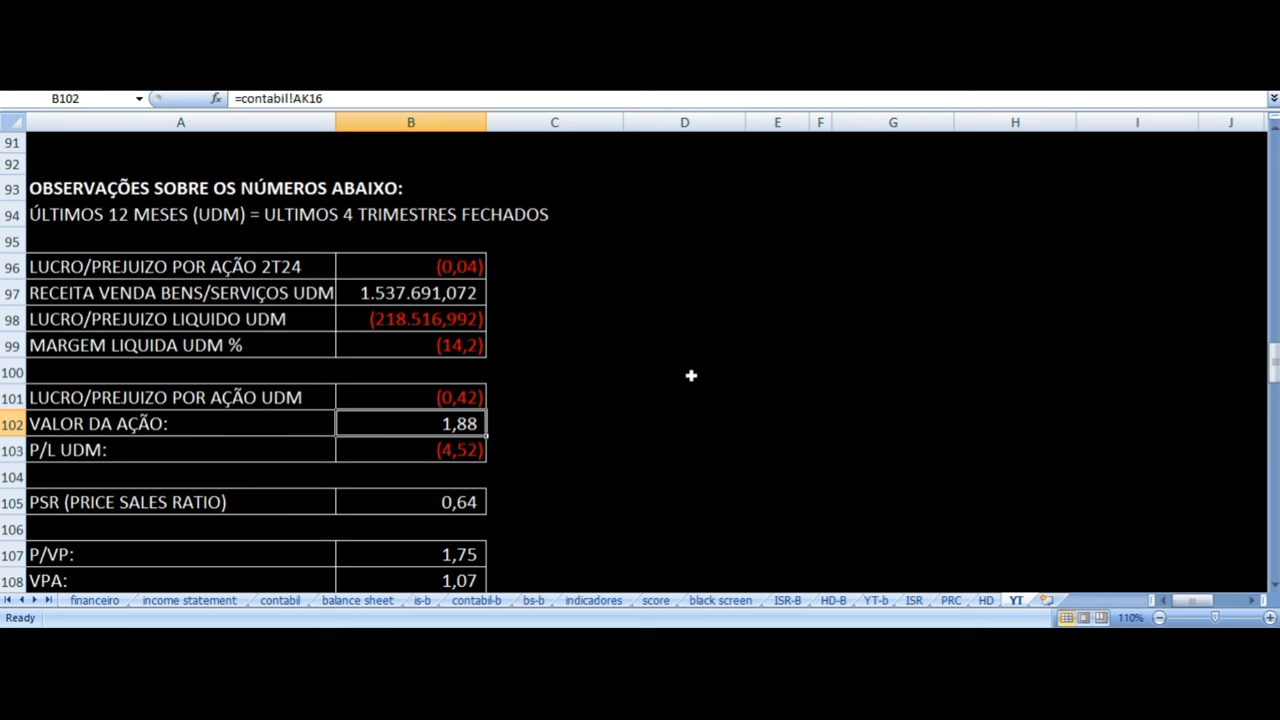 B102 fx =contabil!AK16
A B C D E F G H I J
91
92
93 OBSERVAÇÕES SOBRE OS NÚMEROS ABAIXO:
94 ÚLTIMOS 12 MESES (UDM) = ULTIMOS 4 TRIMESTRES FECHADOS
95
96 LUCRO/PREJUIZO POR AÇÃO 2T24 (0,04)
97 RECEITA VENDA BENS/SERVIÇOS UDM 1.537.691,072
98 LUCRO/PREJUIZO LIQUIDO UDM (218.516,992)
99 MARGEM LIQUIDA UDM % (14,2)
100
101 LUCRO/PREJUIZO POR AÇÃO UDM (0,42)
102 VALOR DA AÇÃO: 1,88
103 P/L UDM: (4,52)
104
105 PSR (PRICE SALES RATIO) 0,64
106
107 P/VP: 1,75
108 VPA: 1,07
financeiro income statement contabil balance sheet is-b contabil-b bs-b indicadores score black screen ISR-B HD-B YT-b ISR PRC HD YT
Ready 110%